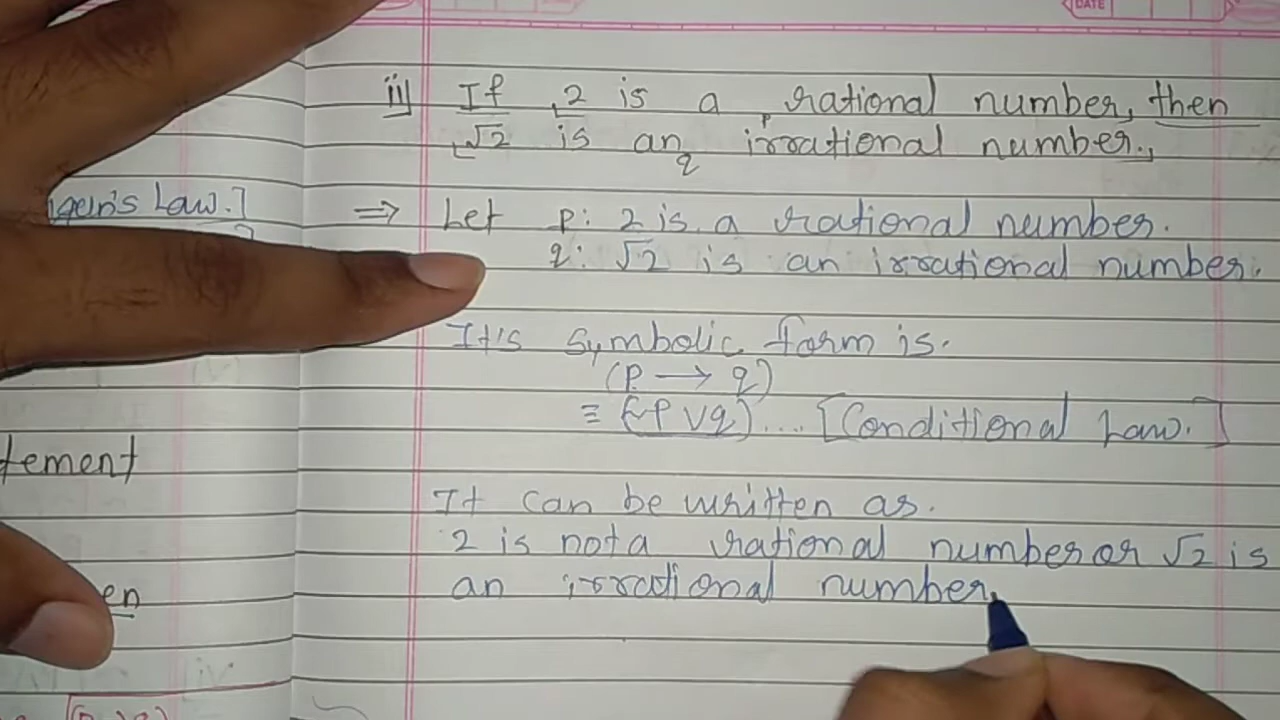 DATE
ii] If 2 is a rational number, then
p
√2 is an irrational number.,
q
Law.]
⇒ Let p: 2 is a rational number.
q: √2 is an irrational number.
It's symbolic form is.
(p → q)
≡ (~p ∨ q).... [Conditional Law.]
tement
It can be written as.
2 is not a rational number or √2 is
en
an irrational number.